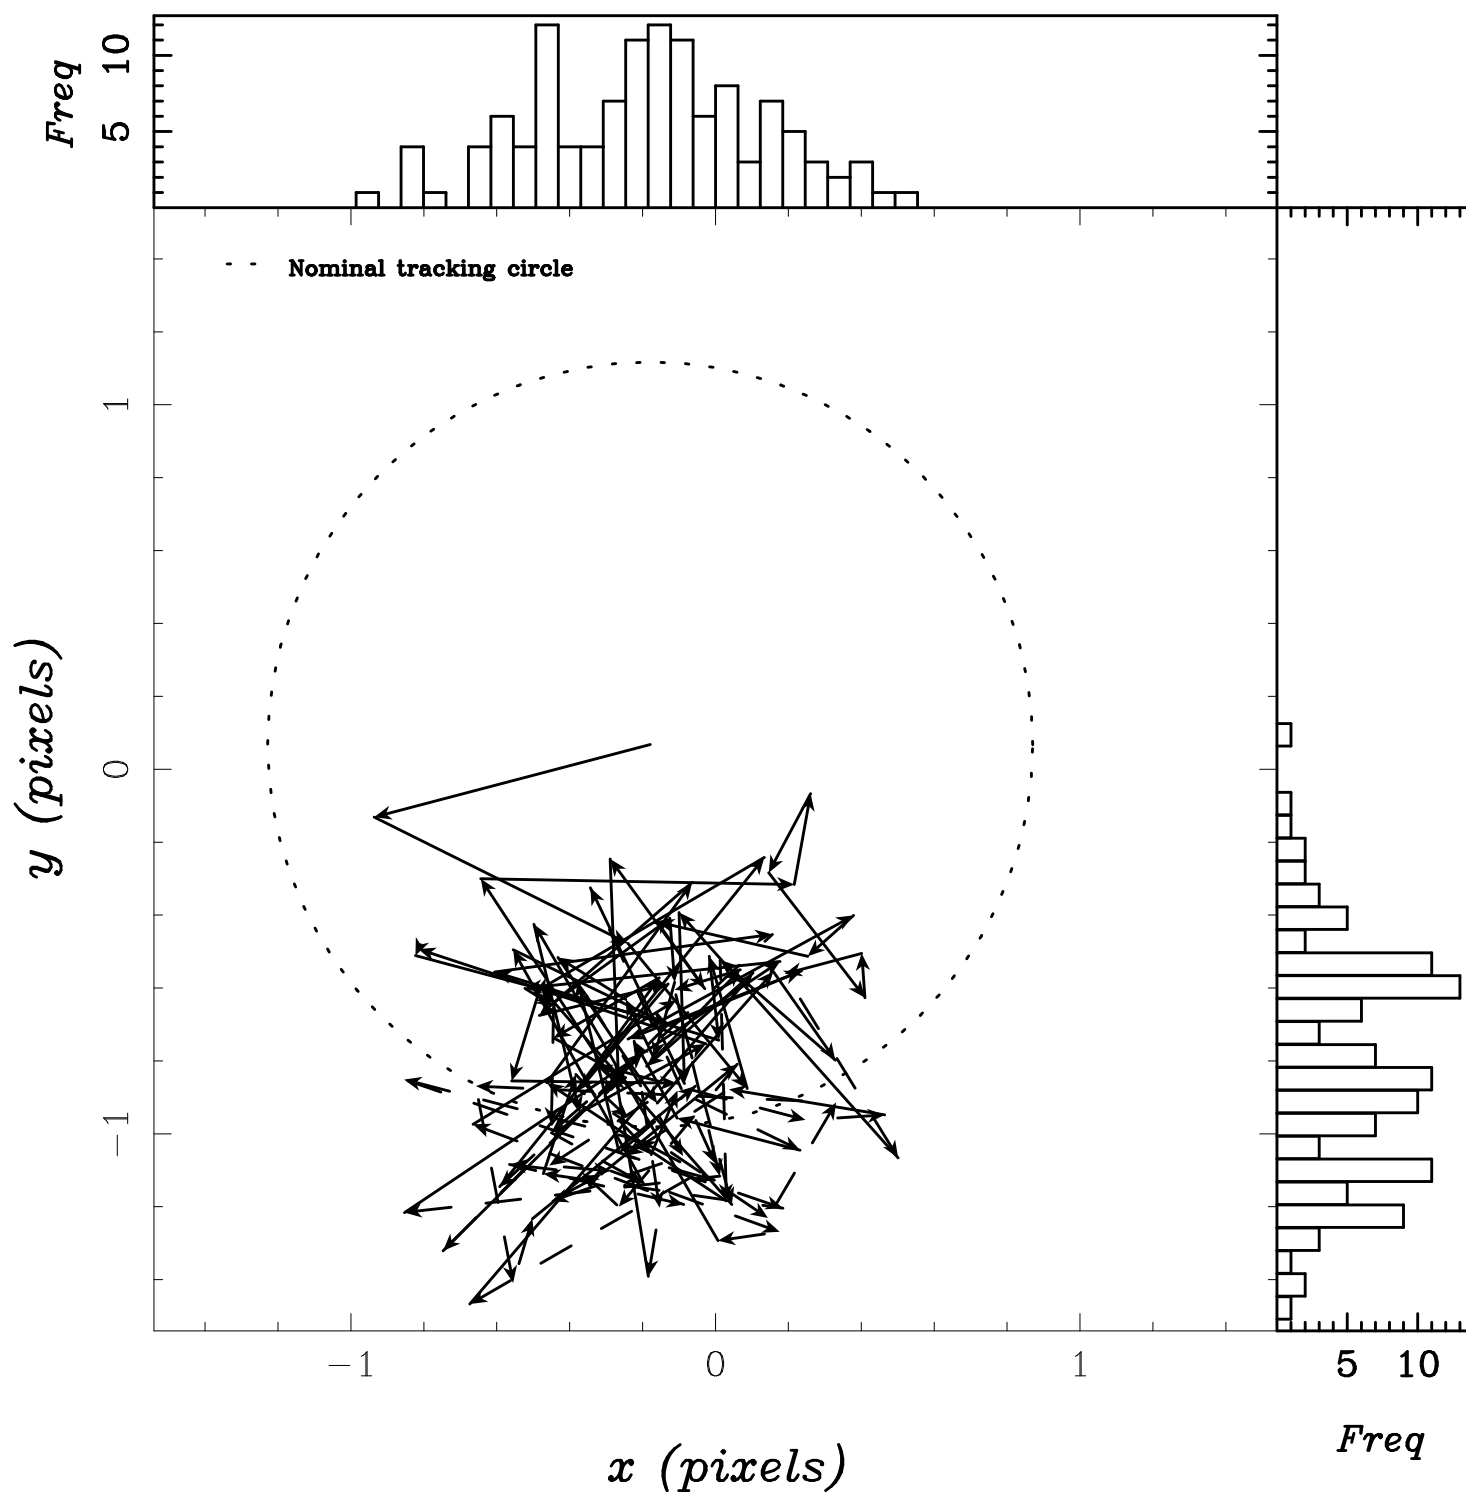 Freq
10
5
Nominal tracking circle
y (pixels)
1
0
−1
−1 0 1
x (pixels)
5 10
Freq